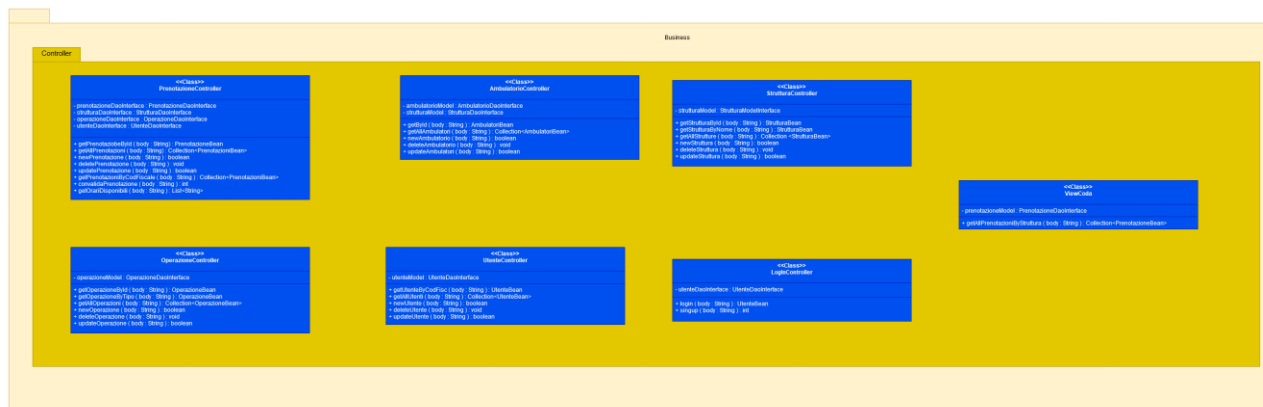 Business
Controller
<<Class>>
PrenotazioneController
- prenotazioneDaoInterface : PrenotazioneDaoInterface
- strutturaDaoInterface : StrutturaDaoInterface
- operazioneDaoInterface : OperazioneDaoInterface
- utenteDaoInterface : UtenteDaoInterface
+ getPrenotaziobeById ( body : String) : PrenotazioneBean
+ getAllPrenotazioni ( body : String) : Collection<PrenotazioniBean>
+ newPrenotazione ( body : String ) : boolean
+ deletePrenotazione ( body : String ) : void
+ updatePrenotazione ( body : String ) : boolean
+ getPrenotazioniByCodFiscale ( body : String ) : Collection<PrenotazioniBean>
+ convalidaPrenotazione ( body : String ) : int
+ getOrariDisponibili ( body : String ) : List<String>
<<Class>>
AmbulatorioController
- ambulatorioModel : AmbulatorioDaoInterface
- strutturaModel : StrutturaDaoInterface
+ getById ( body : String ) : AmbulatoriBean
+ getAllAmbulatori ( body : String ) : Collection<AmbulatoriBean>
+ newAmbulatorio ( body : String ) : boolean
+ deleteAmbulatorio ( body : String ) : void
+ updateAmbulatori ( body : String ) : boolean
<<Class>>
StrutturaController
- strutturaModel : StrutturaModelInterface
+ getStrutturaById ( body : String ) : StrutturaBean
+ getStrutturaByNome ( body : String ) : StrutturaBean
+ getAllStrutture ( body : String ) : Collection <StrutturaBean>
+ newStruttura ( body : String ) : boolean
+ deleteStruttura ( body : String ) : void
+ updateStruttura ( body : String ) : boolean
<<Class>>
ViewCoda
- prenotazioneModel : PrenotazioneDaoInterface
+ getAllPrenotazioniByStruttura ( body : String ) : Collection<PrenotazioneBean>
<<Class>>
OperazioneController
- operazioneModel : OperazioneDaoInterface
+ getOperazioneById ( body : String ) : OperazioneBean
+ getOperazioneByTipo ( body : String ) : OperazioneBean
+ getAllOperazioni ( body : String ) : Collection<OperazioneBean>
+ newOperazione ( body : String ) : boolean
+ deleteOperazione ( body : String ) : void
+ updateOperazione ( body : String ) : boolean
<<Class>>
UtenteController
- utenteModel : UtenteDaoInterface
+ getUtenteByCodFisc ( body : String ) : UtenteBean
+ getAllUtenti ( body : String ) : Collection<UtenteBean>
+ newUtente ( body : String ) : boolean
+ deleteUtente ( body : String ) : void
+ updateUtente ( body : String ) : boolean
<<Class>>
LoginController
- utenteDaoInterface : UtenteDaoInterface
+ login ( body : String ) : UtenteBean
+ singup ( body : String ) : int